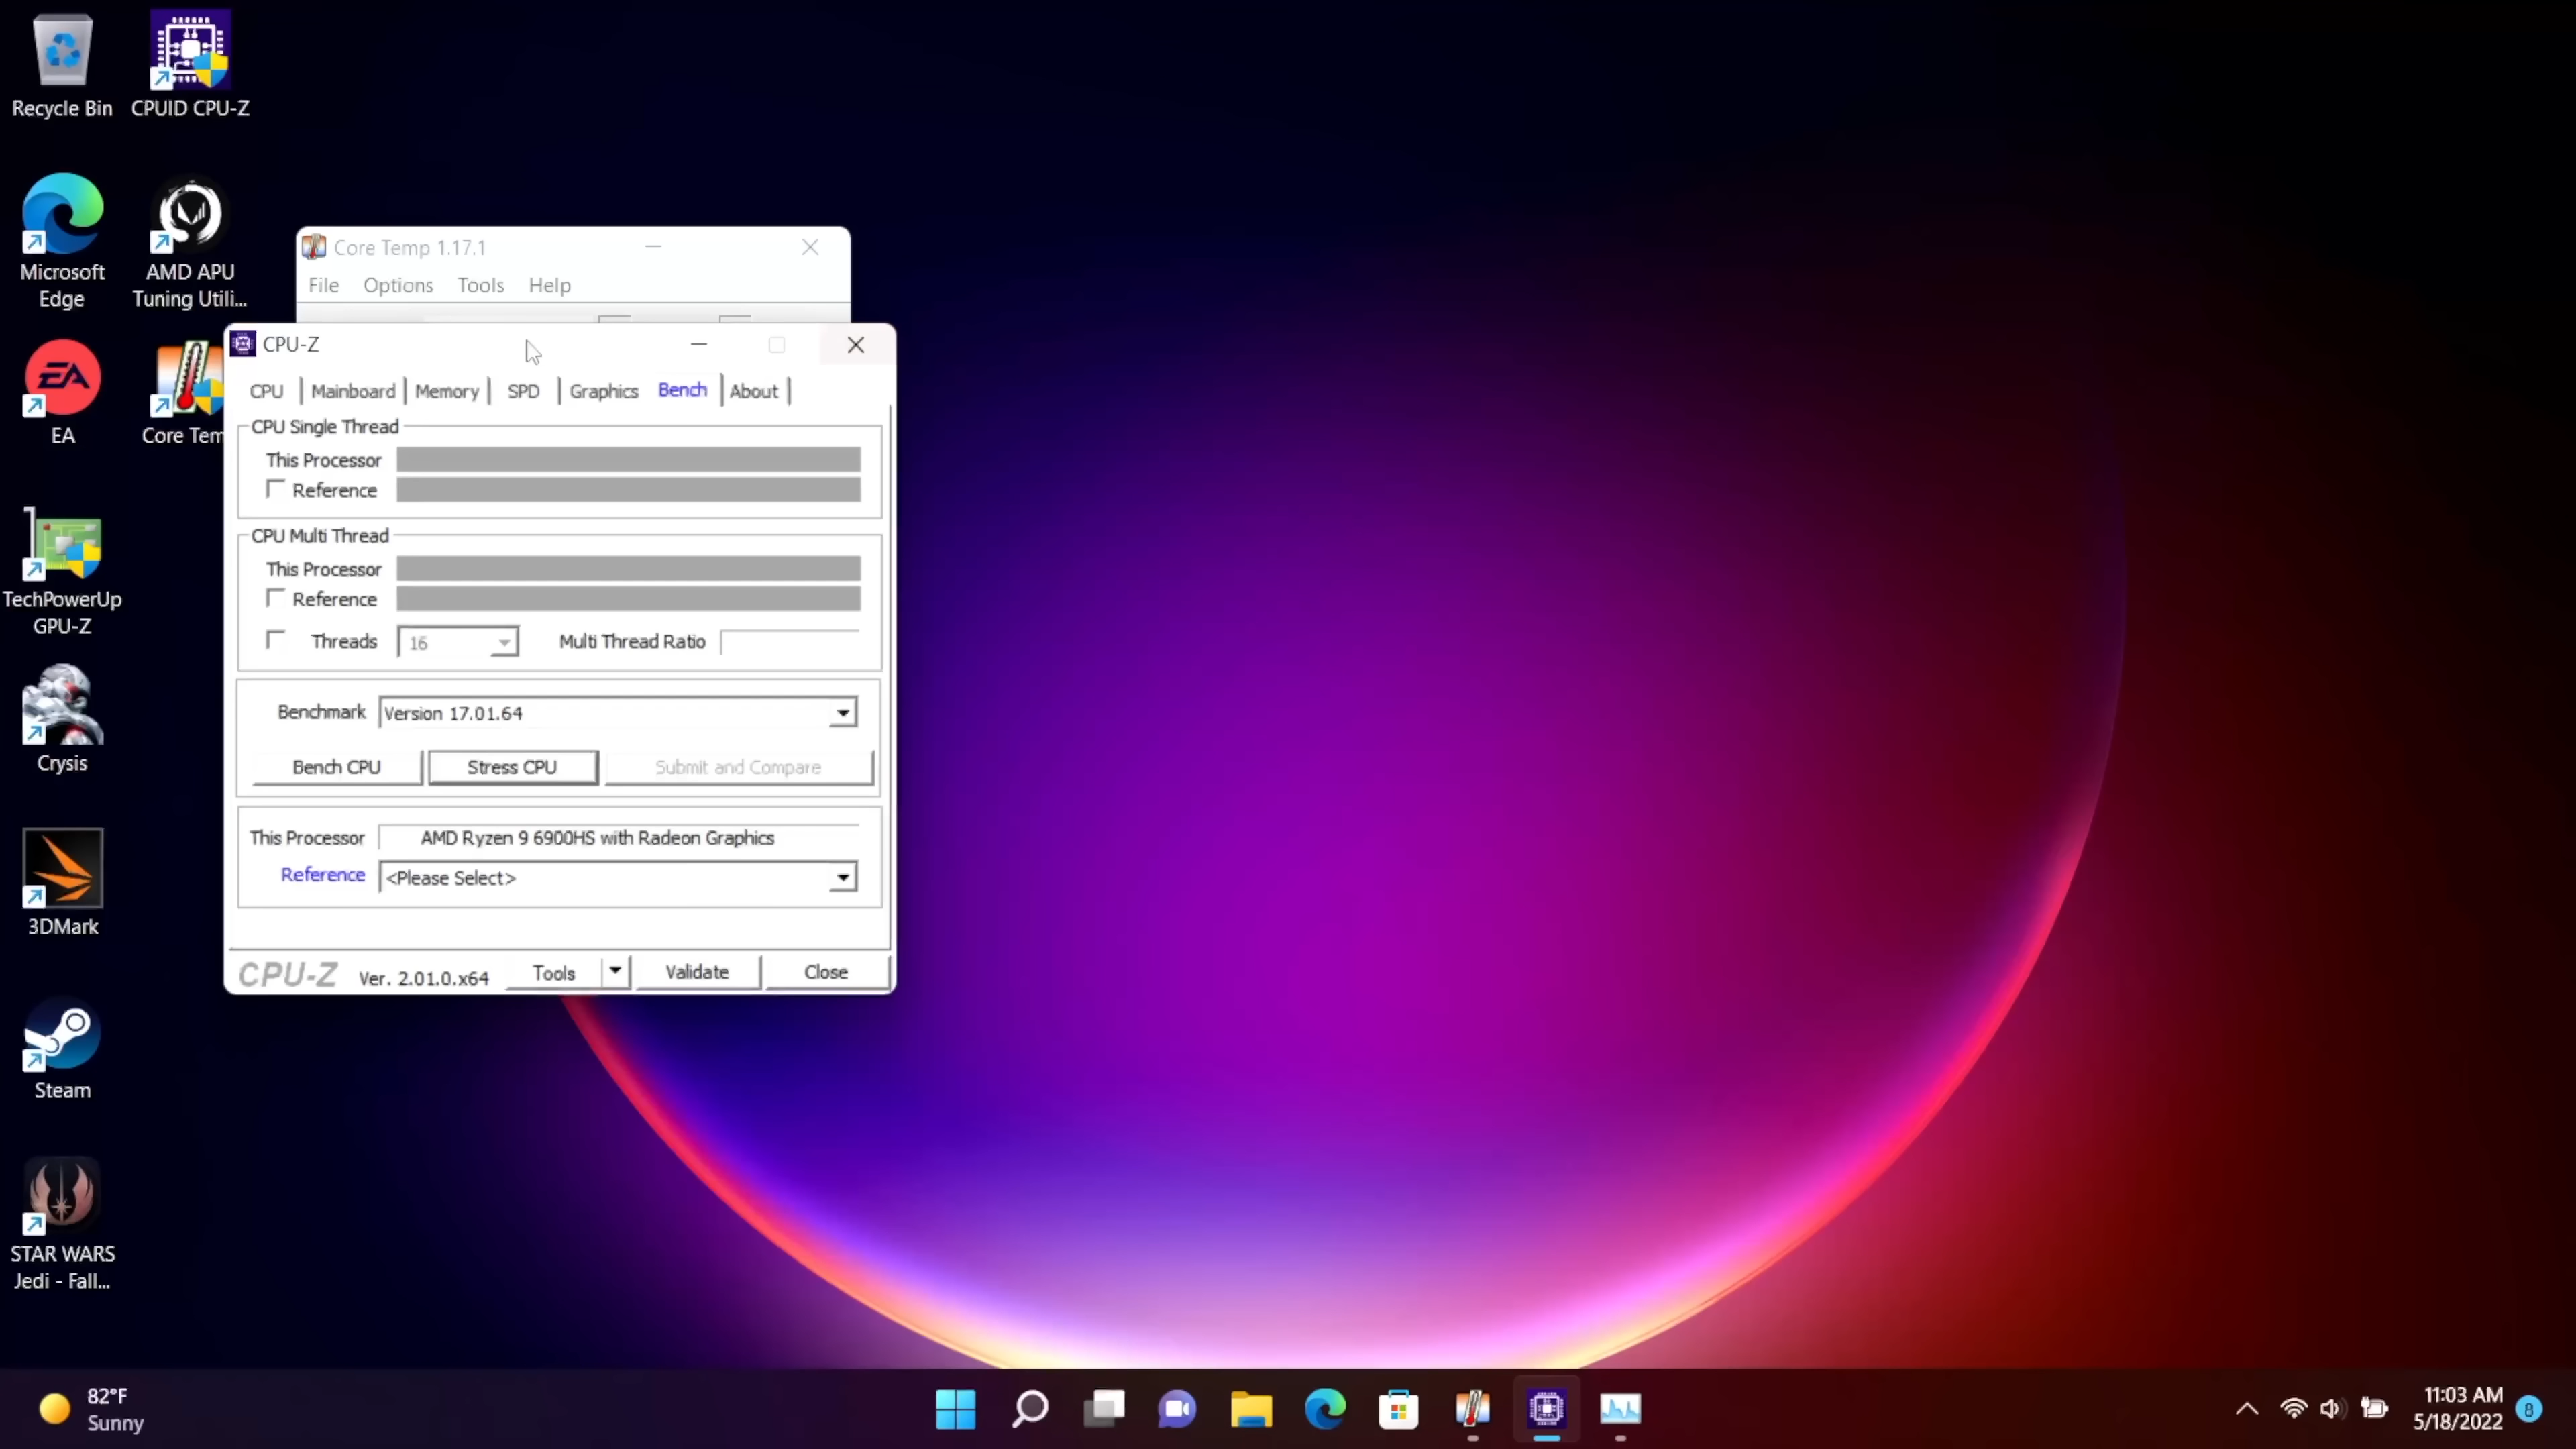 Recycle Bin
CPUID CPU-Z
Microsoft
Edge
AMD APU
Tuning Utili...
EA
EA
Core Tem
TechPowerUp
GPU-Z
Crysis
3DMark
Steam
STAR WARS
Jedi - Fall...
Core Temp 1.17.1
File Options Tools Help
CPU-Z
CPU Mainboard Memory SPD Graphics Bench About
CPU Single Thread
This Processor
Reference
CPU Multi Thread
This Processor
Reference
Threads 16 Multi Thread Ratio
Benchmark Version 17.01.64
Bench CPU Stress CPU Submit and Compare
This Processor AMD Ryzen 9 6900HS with Radeon Graphics
Reference <Please Select>
CPU-Z Ver. 2.01.0.x64 Tools Validate Close
82°F
Sunny
11:03 AM
5/18/2022
8